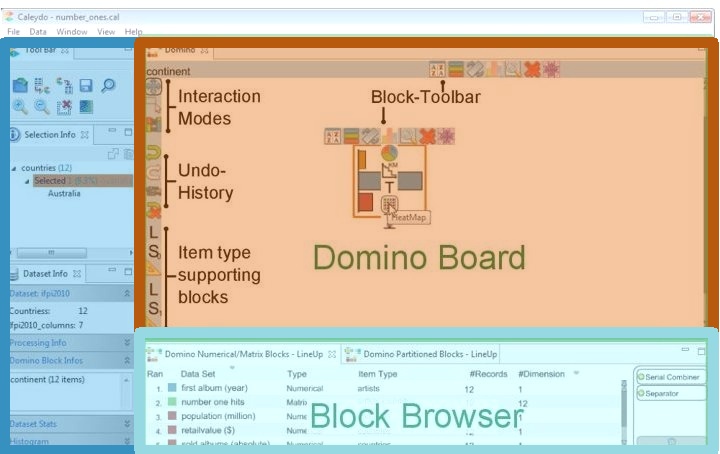 Caleydo - number_ones.cal
File Data Window View Help
Tool Bar
Selection Info
countries (12)
Selected
Australia
Dataset Info
Dataset: ifpi2010
Countriess: 12
ifpi2010_columns: 7
Processing Info
Domino Block Infos
continent (12 items)
Dataset Stats
Histogram
Domino
continent
Block-Toolbar
Interaction
Modes
Undo-
History
Item type
supporting
blocks
L
S
L
S
KM
T
HeatMap
Domino Board
Domino Numerical/Matrix Blocks - LineUp Domino Partitioned Blocks - LineUp
Ran Data Set Type Item Type #Records #Dimension
1. first album (year) Numerical artists 12 1
2. number one hits Matrix 12
3. population (million) Nume 1
4. retailvalue ($) Nume 1
sold albums (absolute) Numerical countries 12 1
Serial Combiner
Separator
Block Browser